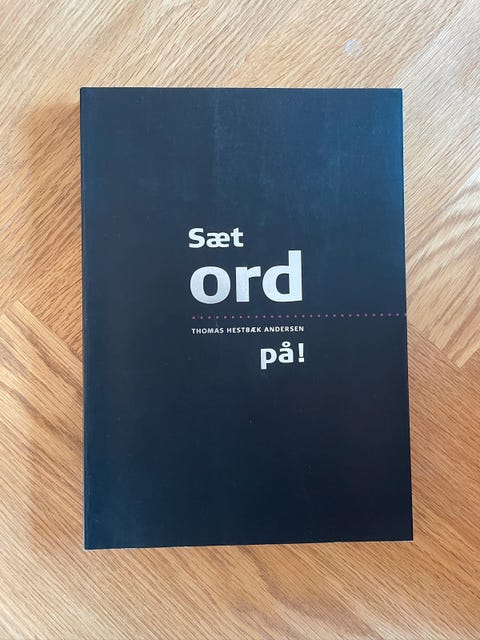 Sæt
ord
THOMAS HESTBÆK ANDERSEN
på!